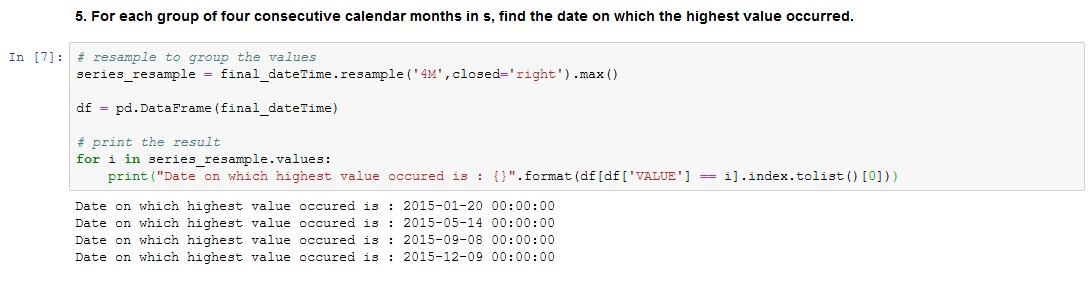 5. For each group of four consecutive calendar months in s, find the date on which the highest value occurred.
In [7]: # resample to group the values
series_resample = final_dateTime.resample('4M',closed='right').max()
df = pd.DataFrame(final_dateTime)
# print the result
for i in series_resample.values:
    print("Date on which highest value occured is : {}".format(df[df['VALUE'] == i].index.tolist()[0]))
Date on which highest value occured is : 2015-01-20 00:00:00
Date on which highest value occured is : 2015-05-14 00:00:00
Date on which highest value occured is : 2015-09-08 00:00:00
Date on which highest value occured is : 2015-12-09 00:00:00